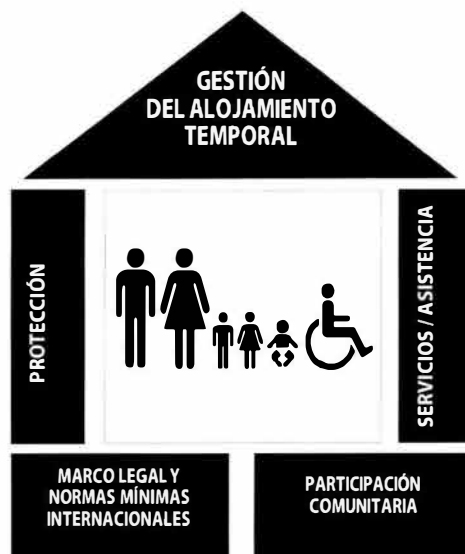 GESTIÓN
DEL ALOJAMIENTO
TEMPORAL
PROTECCIÓN
SERVICIOS / ASISTENCIA
MARCO LEGAL Y
NORMAS MÍNIMAS
INTERNACIONALES
PARTICIPACIÓN
COMUNITARIA